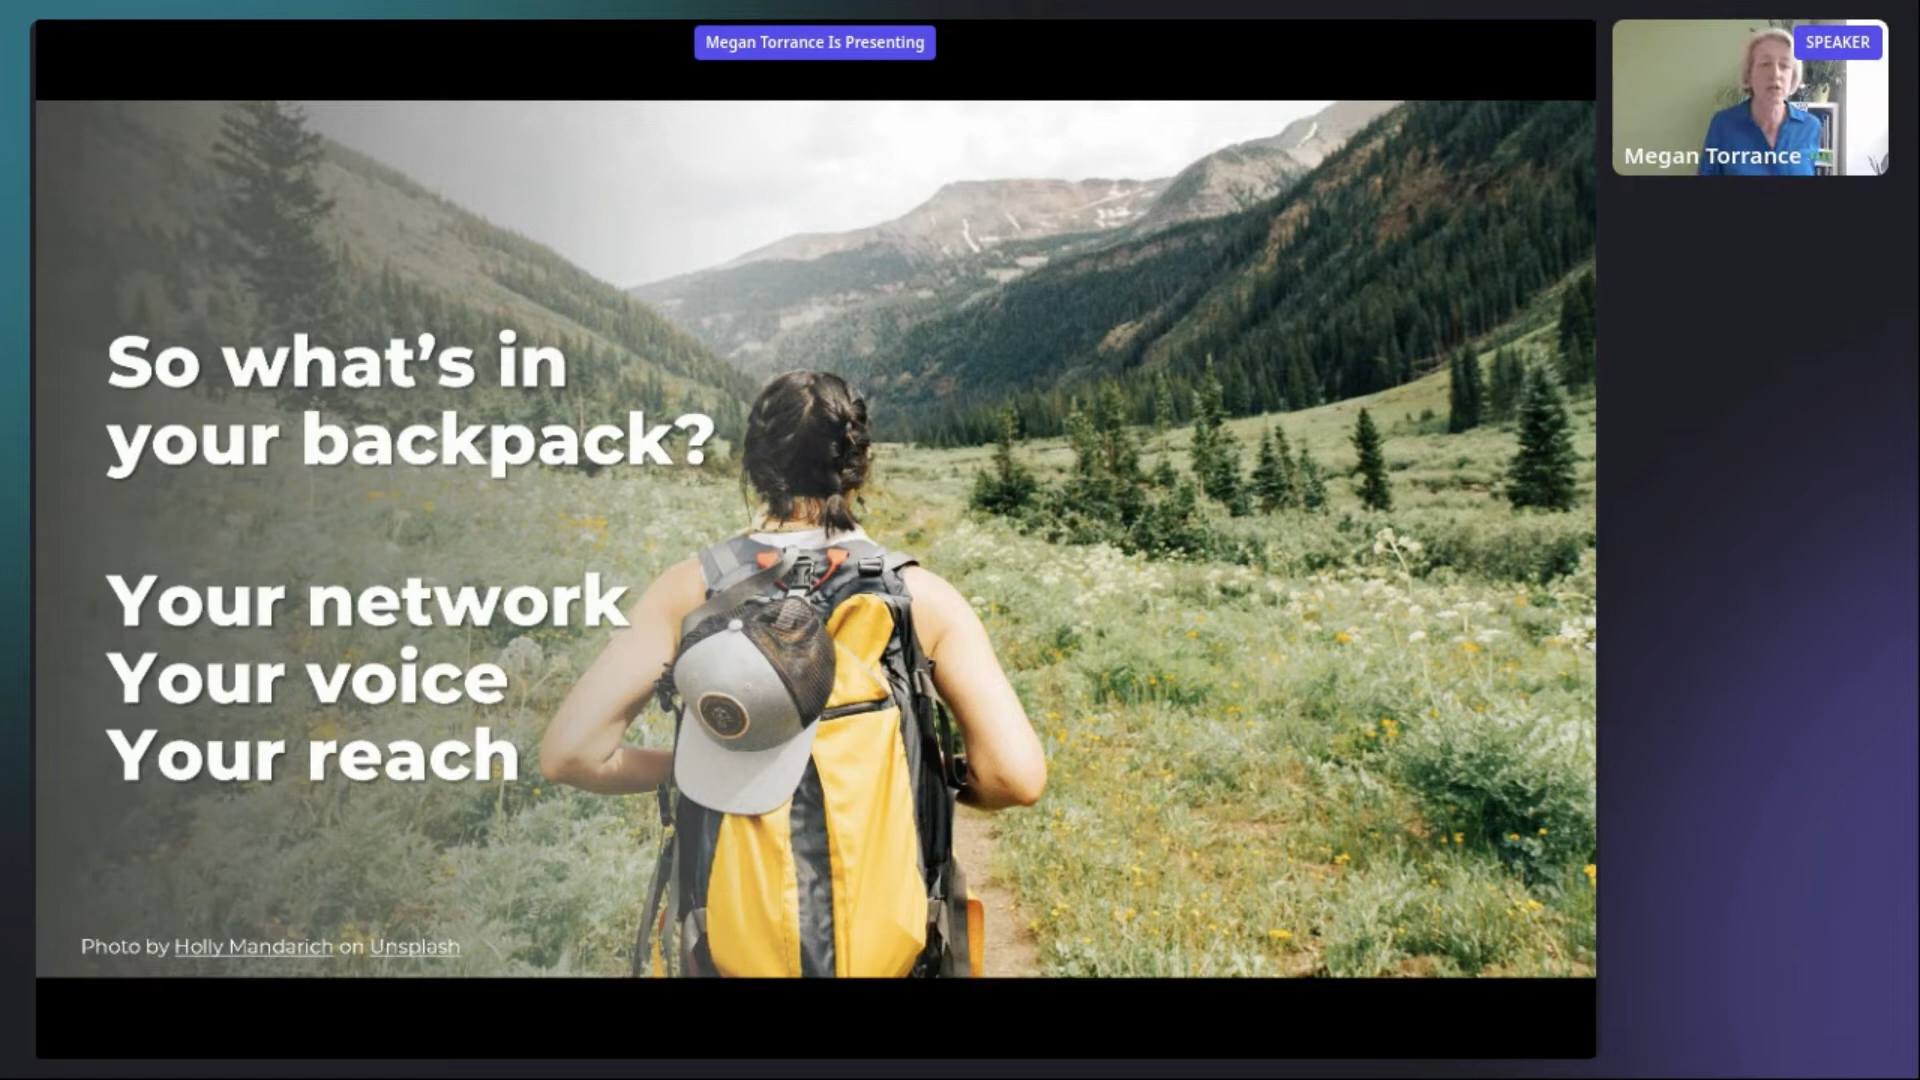 Megan Torrance Is Presenting
SPEAKER
Megan Torrance
So what's in
your backpack?
Your network
Your voice
Your reach
Photo by Holly Mandarich on Unsplash